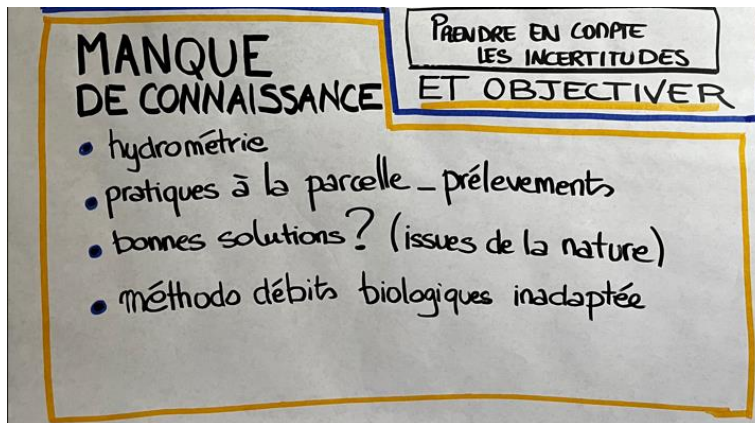 MANQUE
DE CONNAISSANCE
PRENDRE EN COMPTE
LES INCERTITUDES
ET OBJECTIVER
• hydrométrie
• pratiques à la parcelle - prélevements
• bonnes solutions ? (issues de la nature)
• méthodo débits biologiques inadaptée